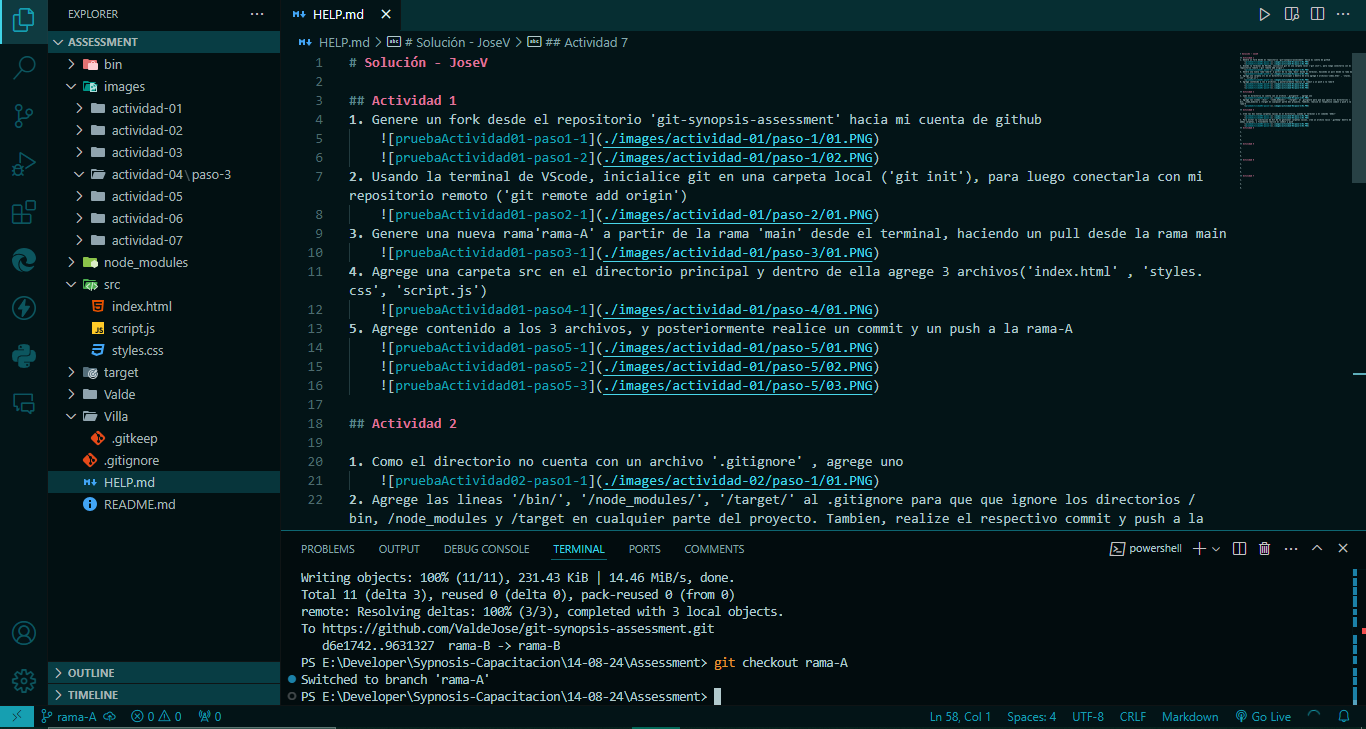 EXPLORER
ASSESSMENT
bin
images
actividad-01
actividad-02
actividad-03
actividad-04\paso-3
actividad-05
actividad-06
actividad-07
node_modules
src
index.html
script.js
styles.css
target
Valde
Villa
.gitkeep
.gitignore
HELP.md
README.md
OUTLINE
TIMELINE
HELP.md
HELP.md > # Solución - JoseV > ## Actividad 7
1 # Solución - JoseV
2
3 ## Actividad 1
4 1. Genere un fork desde el repositorio 'git-synopsis-assessment' hacia mi cuenta de github
5 ![pruebaActividad01-paso1-1](./images/actividad-01/paso-1/01.PNG)
6 ![pruebaActividad01-paso1-2](./images/actividad-01/paso-1/02.PNG)
7 2. Usando la terminal de VScode, inicialice git en una carpeta local ('git init'), para luego conectarla con mi
repositorio remoto ('git remote add origin')
8 ![pruebaActividad01-paso2-1](./images/actividad-01/paso-2/01.PNG)
9 3. Genere una nueva rama'rama-A' a partir de la rama 'main' desde el terminal, haciendo un pull desde la rama main
10 ![pruebaActividad01-paso3-1](./images/actividad-01/paso-3/01.PNG)
11 4. Agrege una carpeta src en el directorio principal y dentro de ella agrege 3 archivos('index.html' , 'styles.
css', 'script.js')
12 ![pruebaActividad01-paso4-1](./images/actividad-01/paso-4/01.PNG)
13 5. Agrege contenido a los 3 archivos, y posteriormente realice un commit y un push a la rama-A
14 ![pruebaActividad01-paso5-1](./images/actividad-01/paso-5/01.PNG)
15 ![pruebaActividad01-paso5-2](./images/actividad-01/paso-5/02.PNG)
16 ![pruebaActividad01-paso5-3](./images/actividad-01/paso-5/03.PNG)
17
18 ## Actividad 2
19
20 1. Como el directorio no cuenta con un archivo '.gitignore' , agrege uno
21 ![pruebaActividad02-paso1-1](./images/actividad-02/paso-1/01.PNG)
22 2. Agrege las lineas '/bin/', '/node_modules/', '/target/' al .gitignore para que que ignore los directorios /
bin, /node_modules y /target en cualquier parte del proyecto. Tambien, realize el respectivo commit y push a la
PROBLEMS OUTPUT DEBUG CONSOLE TERMINAL PORTS COMMENTS
powershell
Writing objects: 100% (11/11), 231.43 KiB | 14.46 MiB/s, done.
Total 11 (delta 3), reused 0 (delta 0), pack-reused 0 (from 0)
remote: Resolving deltas: 100% (3/3), completed with 3 local objects.
To https://github.com/ValdeJose/git-synopsis-assessment.git
d6e1742..9631327 rama-B -> rama-B
PS E:\Developer\Sypnosis-Capacitacion\14-08-24\Assessment> git checkout rama-A
Switched to branch 'rama-A'
PS E:\Developer\Sypnosis-Capacitacion\14-08-24\Assessment>
rama-A 0 0 0 Ln 58, Col 1 Spaces: 4 UTF-8 CRLF Markdown Go Live